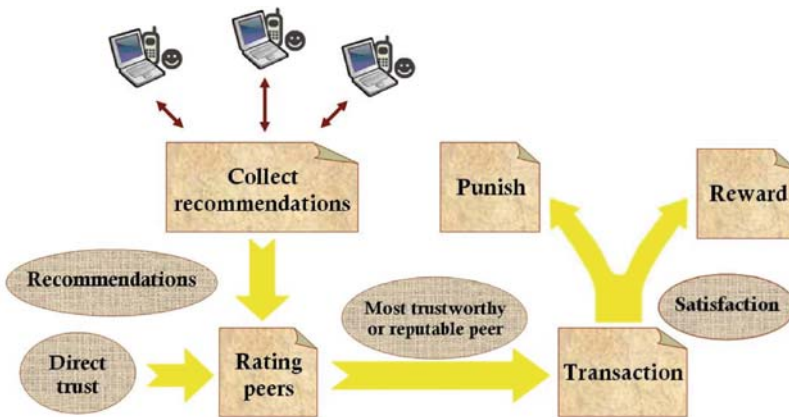 Collect
recommendations
Punish
Reward
Recommendations
Most trustworthy
or reputable peer
Satisfaction
Direct
trust
Rating
peers
Transaction